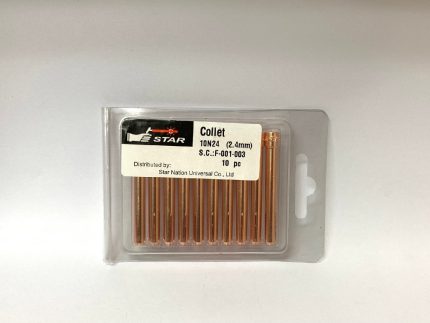 STAR
Collet
10N24 (2.4mm)
S.C.:F-001-003
10 pc
Distributed by:
Star Nation Universal Co., Ltd